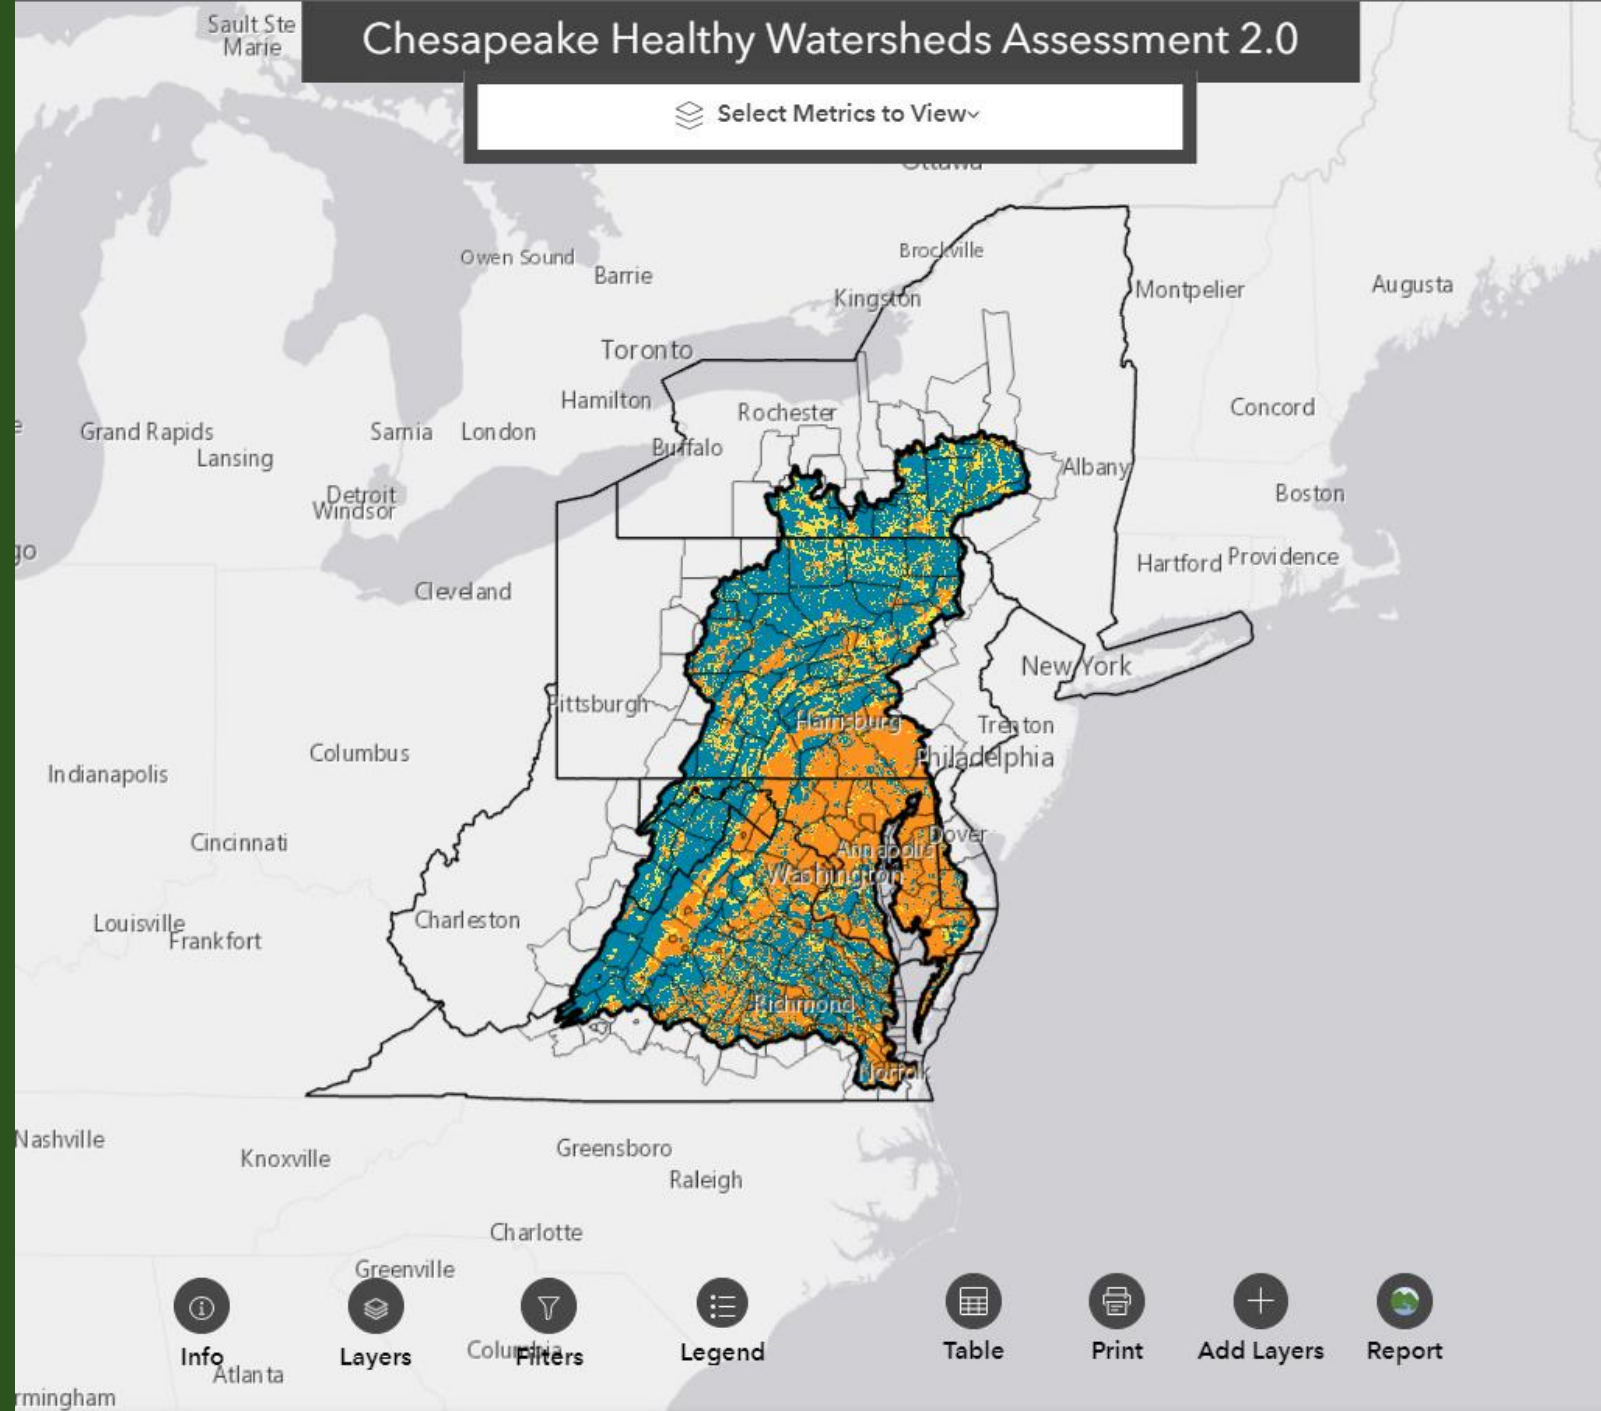 Sault Ste
Marie
Chesapeake Healthy Watersheds Assessment 2.0
Select Metrics to View
Ottawa
Brockville
Owen Sound
Barrie
Kingston
Montpelier
Augusta
Toronto
Hamilton
Rochester
Concord
Grand Rapids
Sarnia
London
Lansing
Buffalo
Albany
Detroit
Windsor
Boston
go
Hartford
Providence
Cleveland
New York
Pittsburgh
Harrisburg
Trenton
Philadelphia
Columbus
Indianapolis
Cincinnati
Dover
Annapolis
Washington
Charleston
Louisville
Frankfort
Richmond
Norfolk
Nashville
Knoxville
Greensboro
Raleigh
Charlotte
Greenville
Columbia
Info
Layers
Filters
Legend
Table
Print
Add Layers
Report
Atlanta
rmingham